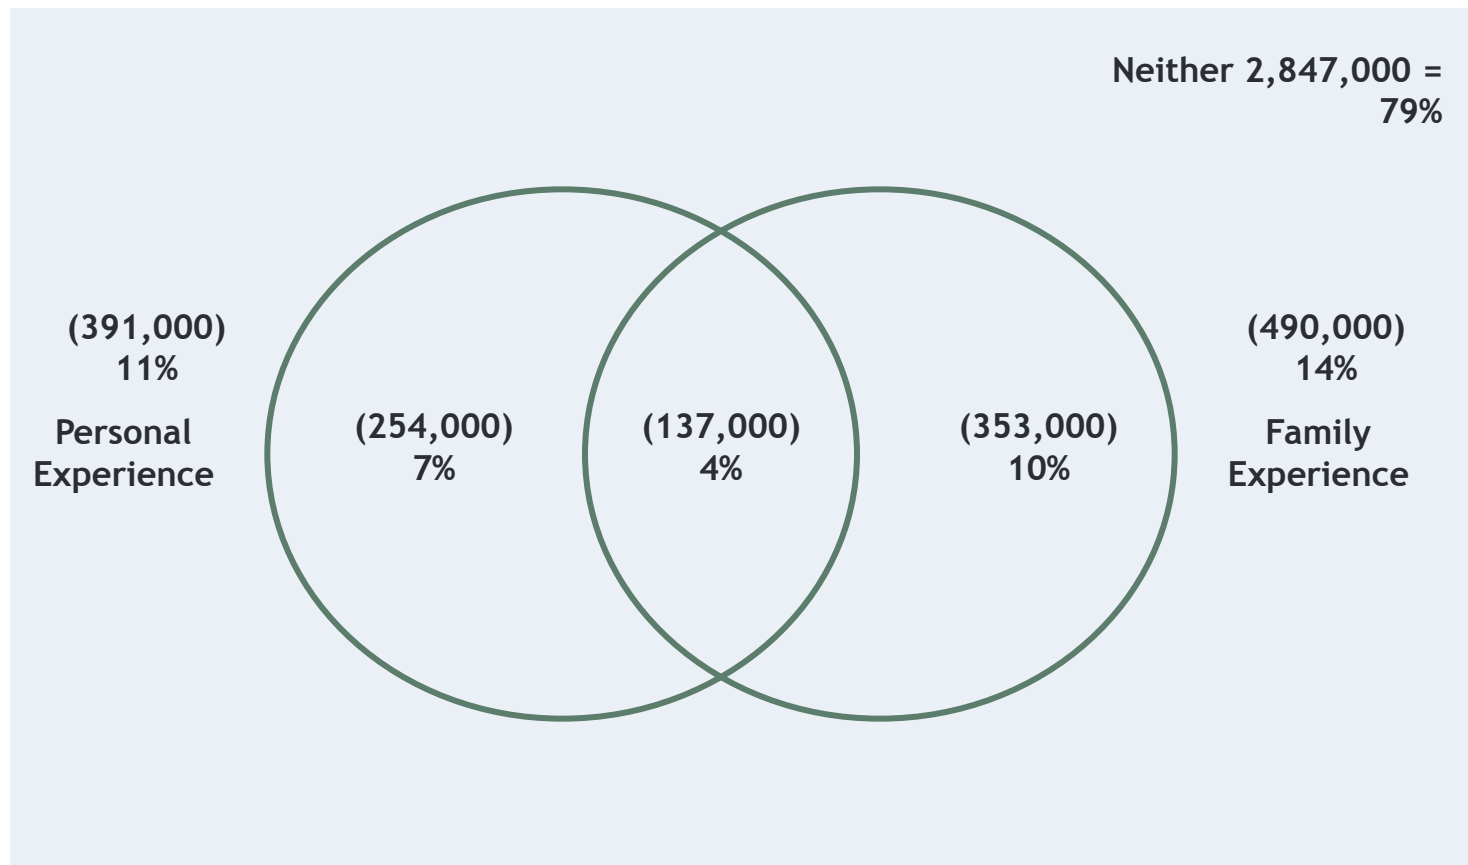 Neither 2,847,000 =
79%
(391,000)
11%
Personal
Experience
(254,000)
7%
(137,000)
4%
(353,000)
10%
(490,000)
14%
Family
Experience